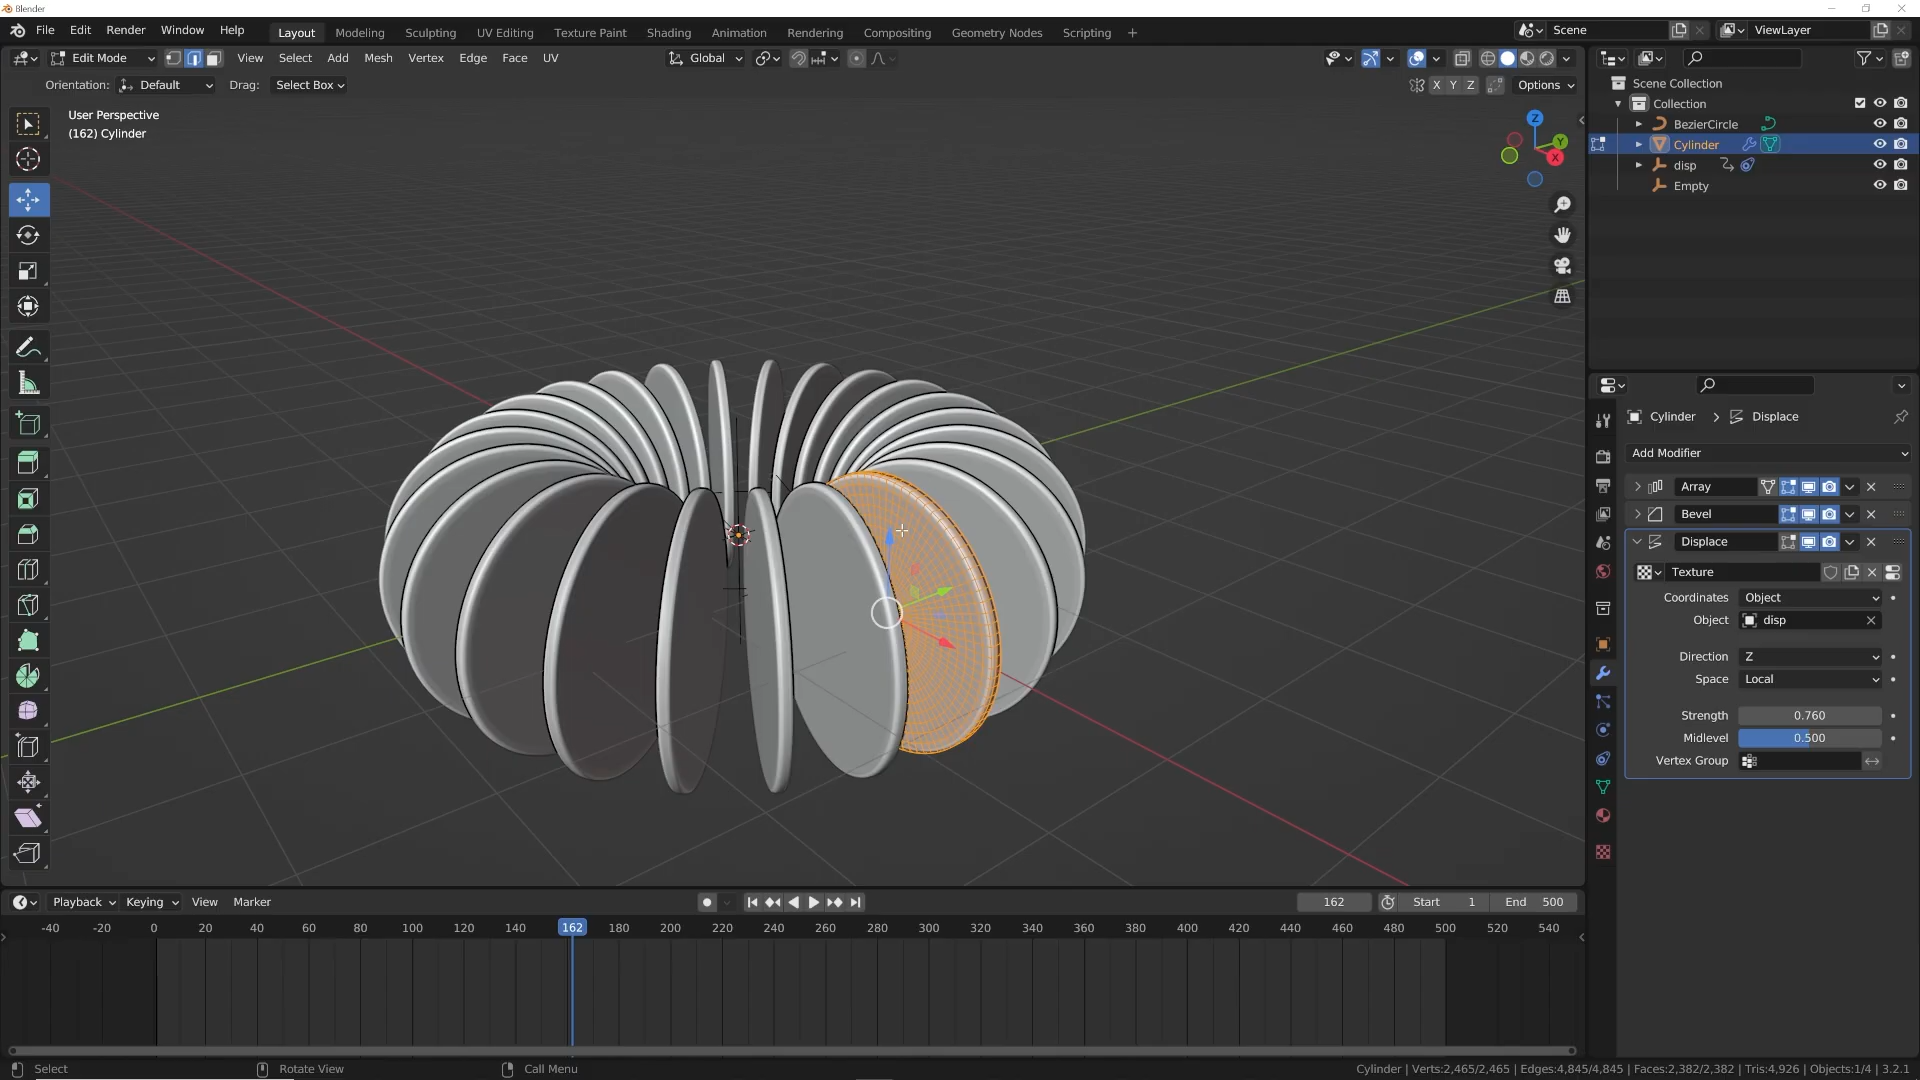 Blender
File Edit Render Window Help Layout Modeling Sculpting UV Editing Texture Paint Shading Animation Rendering Compositing Geometry Nodes Scripting + Scene ViewLayer
Edit Mode View Select Add Mesh Vertex Edge Face UV Global
Orientation: Default Drag: Select Box X Y Z Options
User Perspective
(162) Cylinder
Z
Y
X
Scene Collection
Collection
BezierCircle
Cylinder
disp
Empty
Cylinder > Displace
Add Modifier
Array
Bevel
Displace
Texture
Coordinates Object
Object disp
Direction Z
Space Local
Strength 0.760
Midlevel 0.500
Vertex Group
Playback Keying View Marker 162 Start 1 End 500
-40 -20 0 20 40 60 80 100 120 140 162 180 200 220 240 260 280 300 320 340 360 380 400 420 440 460 480 500 520 540
Select Rotate View Call Menu Cylinder | Verts:2,465/2,465 | Edges:4,845/4,845 | Faces:2,382/2,382 | Tris:4,926 | Objects:1/4 | 3.2.1